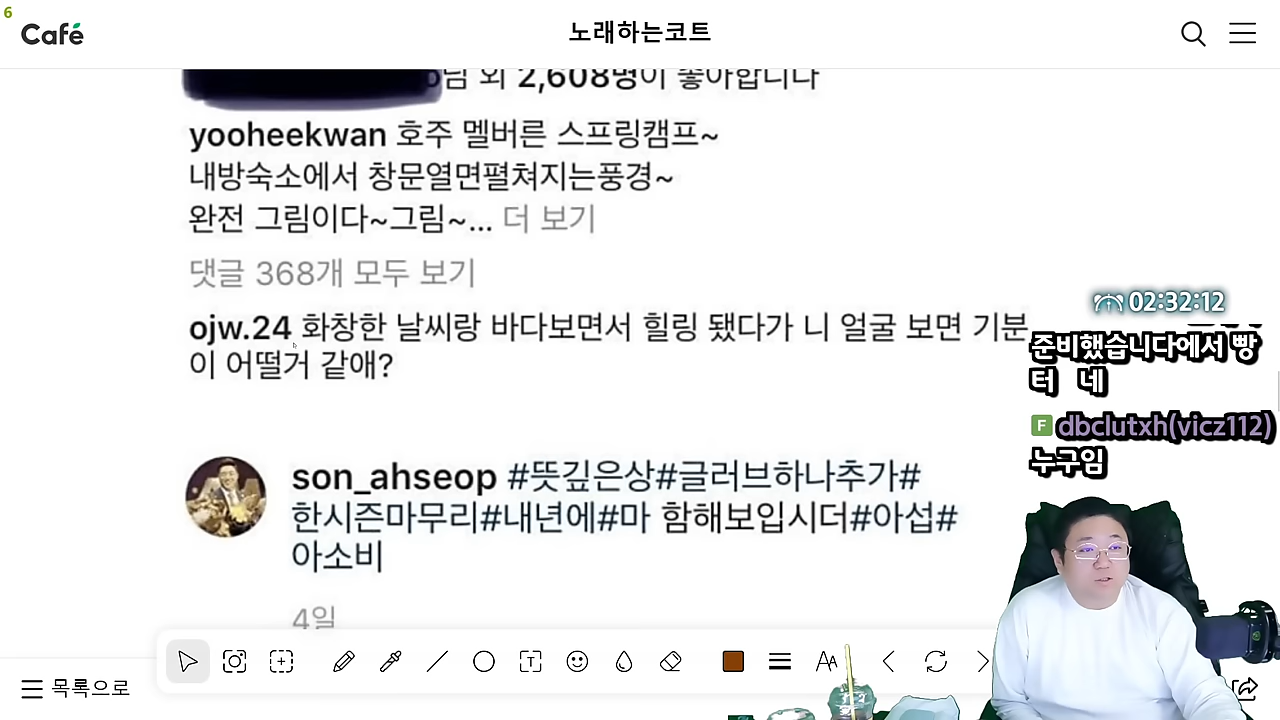 6
Café
노래하는코트
님 외 2,608명이 좋아합니다
yooheekwan 호주 멜버른 스프링캠프~
내방숙소에서 창문열면펼쳐지는풍경~
완전 그림이다~그림~... 더 보기
댓글 368개 모두 보기
ojw.24 화창한 날씨랑 바다보면서 힐링 됐다가 니 얼굴 보면 기분
이 어떨거 같애?
son_ahseop #뜻깊은상#글러브하나추가#
한시즌마무리#내년에#마 함해보입시더#아섭#
아소비
4일
목록으로
02:32:12
준비했습니다에서 빵
터 네
F dbclutxh(vicz112)
누구임